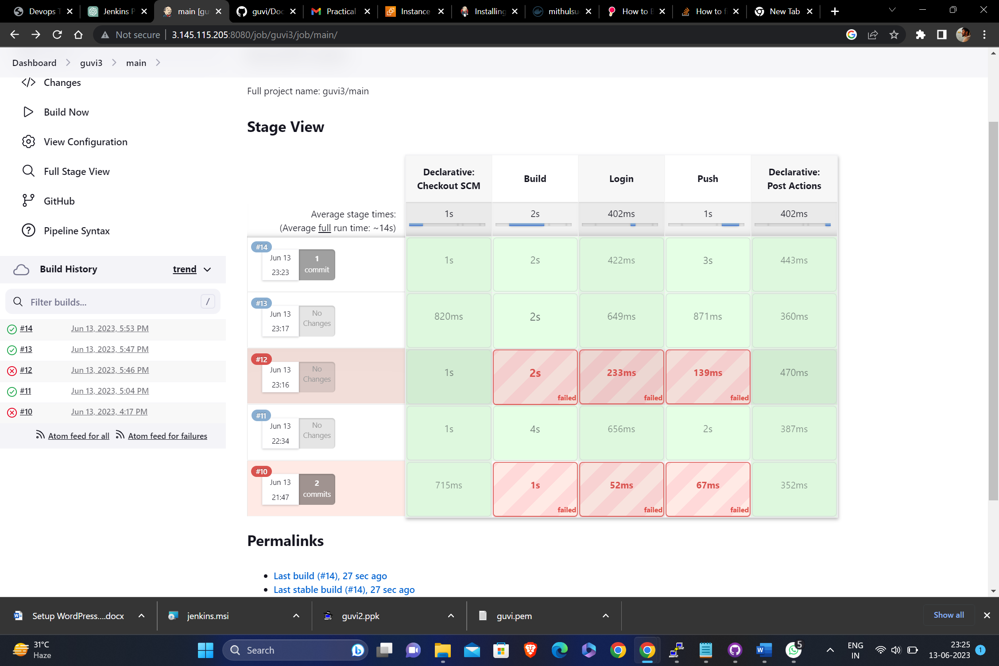 Devops T
Jenkins P
main [gu
guvi/Doc
Practical
Instance
Installing
mithulsu
How to B
How to f
New Tab
Not secure
3.145.115.205:8080/job/guvi3/job/main/
Dashboard
guvi3
main
Changes
Build Now
View Configuration
Full Stage View
GitHub
Pipeline Syntax
Build History
trend
Filter builds...
/
#14 Jun 13, 2023, 5:53 PM
#13 Jun 13, 2023, 5:47 PM
#12 Jun 13, 2023, 5:46 PM
#11 Jun 13, 2023, 5:04 PM
#10 Jun 13, 2023, 4:17 PM
Atom feed for all Atom feed for failures
Full project name: guvi3/main
Stage View
Declarative: Checkout SCM
Build
Login
Push
Declarative: Post Actions
Average stage times:
(Average full run time: ~14s)
1s 2s 402ms 1s 402ms
#14
Jun 13
23:23
1
commit
1s 2s 422ms 3s 443ms
#13
Jun 13
23:17
No
Changes
820ms 2s 649ms 871ms 360ms
#12
Jun 13
23:16
No
Changes
1s 2s 233ms 139ms 470ms
failed failed failed
#11
Jun 13
22:34
No
Changes
1s 4s 656ms 2s 387ms
#10
Jun 13
21:47
2
commits
715ms 1s 52ms 67ms 352ms
failed failed failed
Permalinks
Last build (#14), 27 sec ago
Last stable build (#14), 27 sec ago
Setup WordPress....docx
jenkins.msi
guvi2.ppk
guvi.pem
Show all
31°C
Haze
Search
5
ENG
IN
23:25
13-06-2023
1